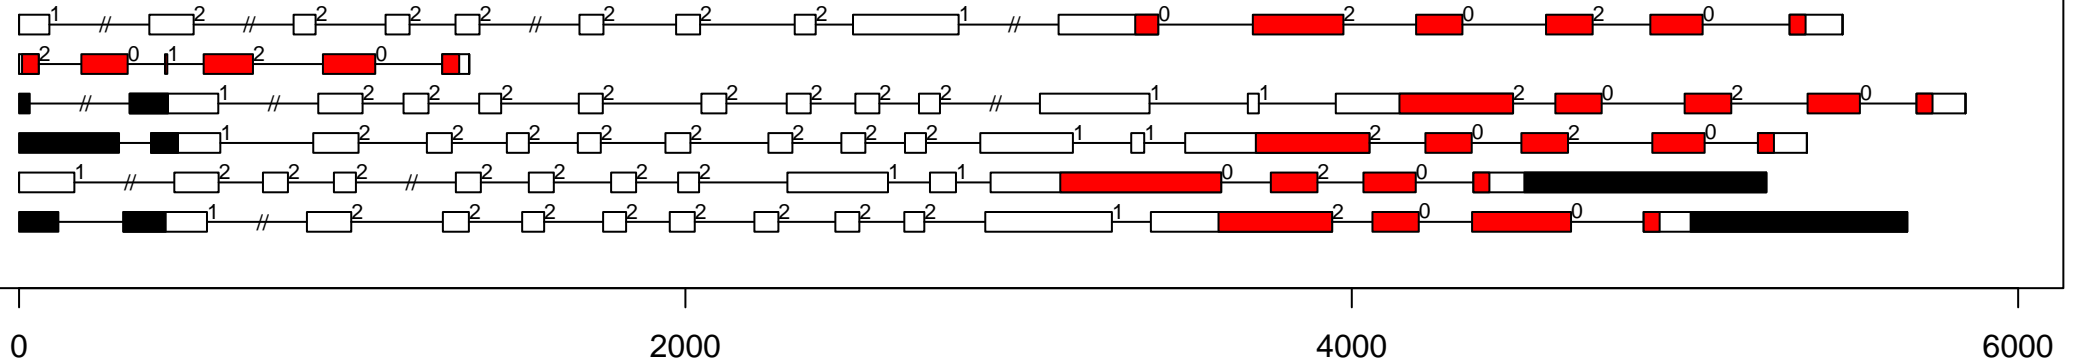 1 // 2 // 2 2 2 // 2 2 2 1 // 0 2 0 2 0
2 0 1 2 0
// 1 // 2 2 2 2 2 2 2 2 // 1 1 2 0 2 0
1 2 2 2 2 2 2 2 2 1 1 2 0 2 0
1 // 2 2 2 // 2 2 2 2 1 1 0 2 0
1 // 2 2 2 2 2 2 2 2 1 2 0 0
0 2000 4000 6000